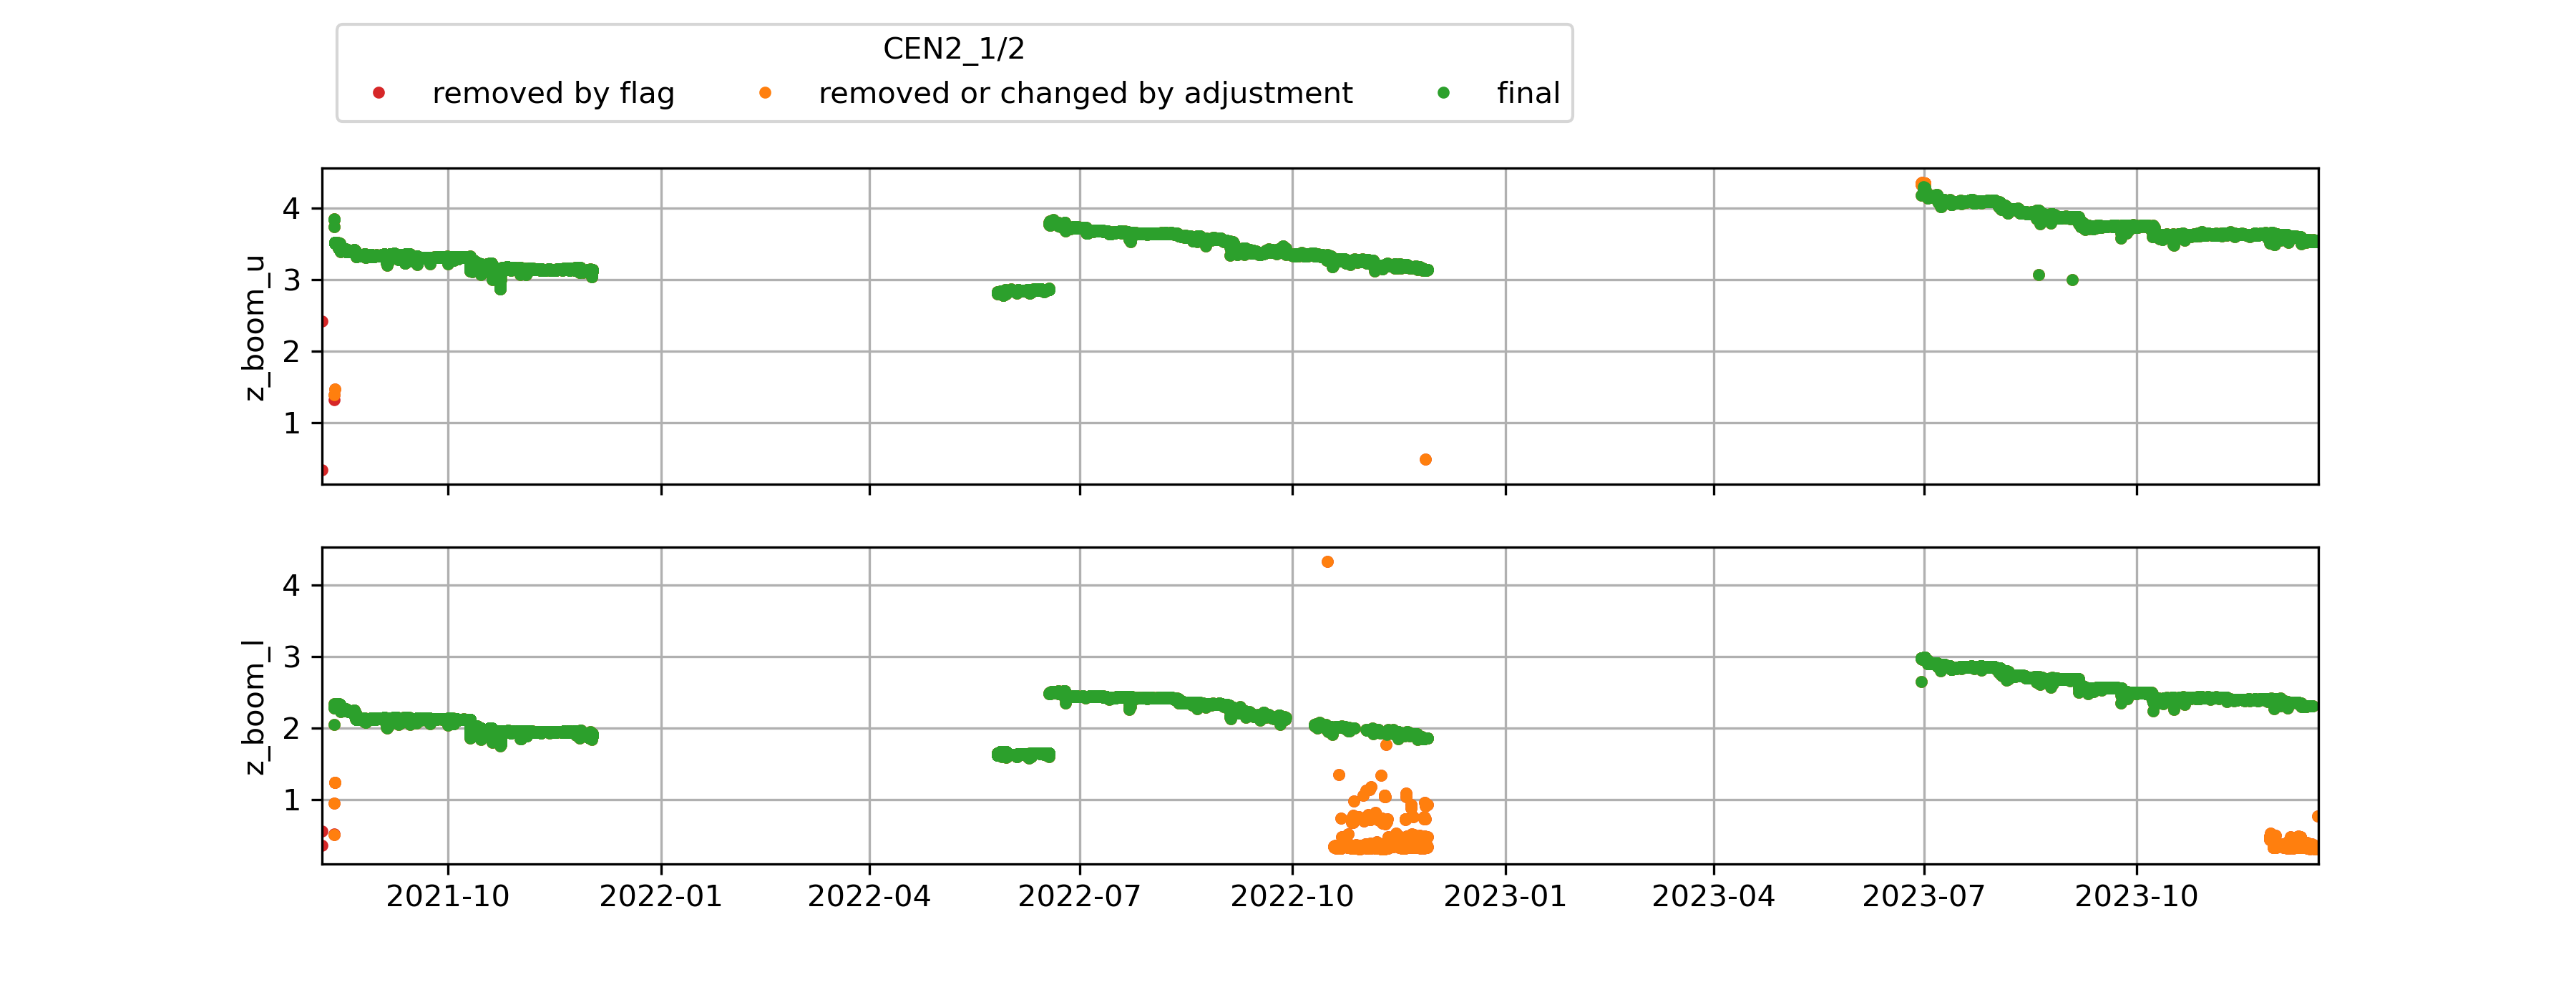 CEN2_1/2
removed by flag
removed or changed by adjustment
final
z_boom_u
4
3
2
1
z_boom_l
4
3
2
1
2021-10
2022-01
2022-04
2022-07
2022-10
2023-01
2023-04
2023-07
2023-10